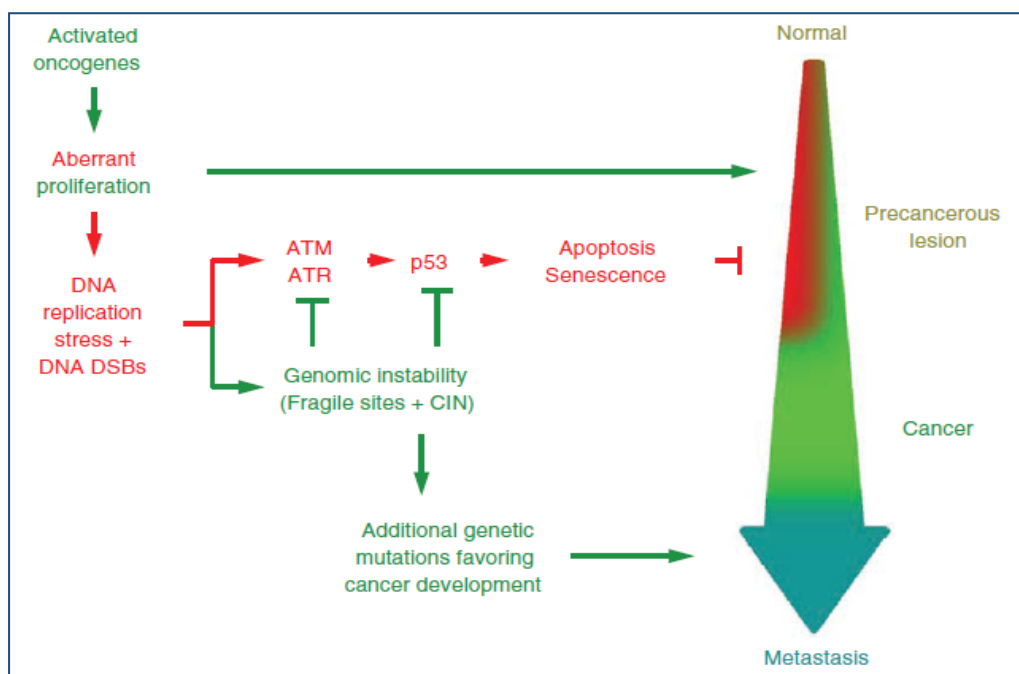 Activated
oncogenes
Normal
Aberrant
proliferation
Precancerous
lesion
ATM
ATR
p53
Apoptosis
Senescence
DNA
replication
stress +
DNA DSBs
Genomic instability
(Fragile sites + CIN)
Cancer
Additional genetic
mutations favoring
cancer development
Metastasis